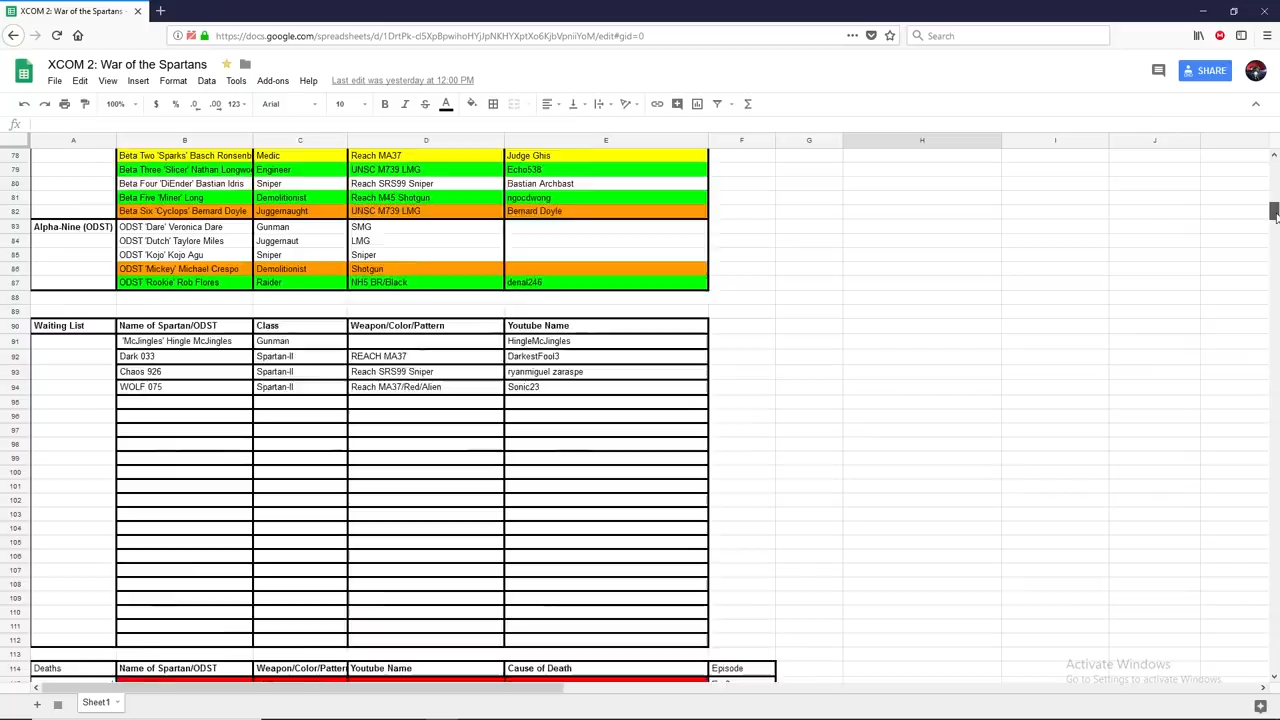 XCOM 2: War of the Spartans -
https://docs.google.com/spreadsheets/d/1DrtPk-cl5XpBpwihoHYjJpNKHYXptXo6KjbVpniiYoM/edit#gid=0
Search
XCOM 2: War of the Spartans
SHARE
File Edit View Insert Format Data Tools Add-ons Help Last edit was yesterday at 12:00 PM
100% $ % .0 .00 123 Arial 10 B I S A
fx
A B C D E F G H I J
78 Beta Two 'Sparks' Basch Ronsenb Medic Reach MA37 Judge Ghis
79 Beta Three 'Slicer' Nathan Longwo Engineer UNSC M739 LMG Echo538
80 Beta Four 'DiEnder' Bastian Idris Sniper Reach SRS99 Sniper Bastian Archbast
81 Beta Five 'Miner' Long Demolitionist Reach M45 Shotgun ngocdwong
82 Beta Six 'Cyclops' Bernard Doyle Juggernaught UNSC M739 LMG Bernard Doyle
83 Alpha-Nine (ODST) ODST 'Dare' Veronica Dare Gunman SMG
84 ODST 'Dutch' Taylore Miles Juggernaut LMG
85 ODST 'Kojo' Kojo Agu Sniper Sniper
86 ODST 'Mickey' Michael Crespo Demolitionist Shotgun
87 ODST 'Rookie' Rob Flores Raider NH5 BR/Black denal246
88
89
90 Waiting List Name of Spartan/ODST Class Weapon/Color/Pattern Youtube Name
91 'McJingles' Hingle McJingles Gunman HingleMcJingles
92 Dark 033 Spartan-II REACH MA37 DarkestFool3
93 Chaos 926 Spartan-II Reach SRS99 Sniper ryanmiguel zaraspe
94 WOLF 075 Spartan-II Reach MA37/Red/Alien Sonic23
95
96
97
98
99
100
101
102
103
104
105
106
107
108
109
110
111
112
113
114 Deaths Name of Spartan/ODST Weapon/Color/Pattern Youtube Name Cause of Death Episode
Activate Windows
Go to Settings to activate Windows.
Sheet1